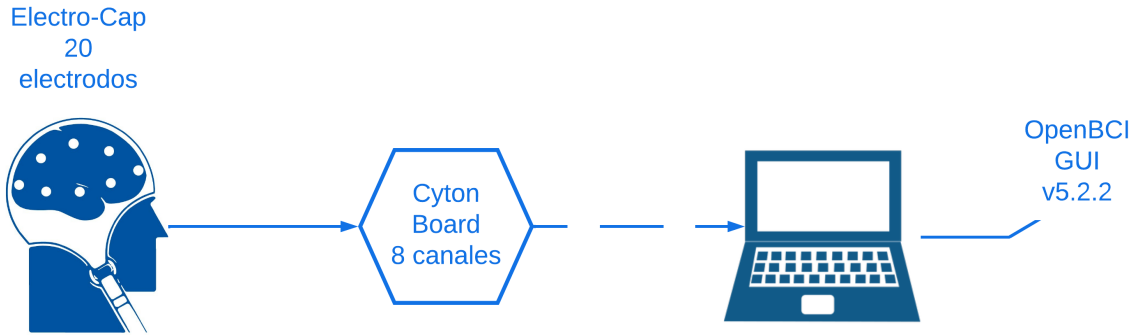 Electro-Cap
20
electrodos
Cyton
Board
8 canales
OpenBCI
GUI
v5.2.2